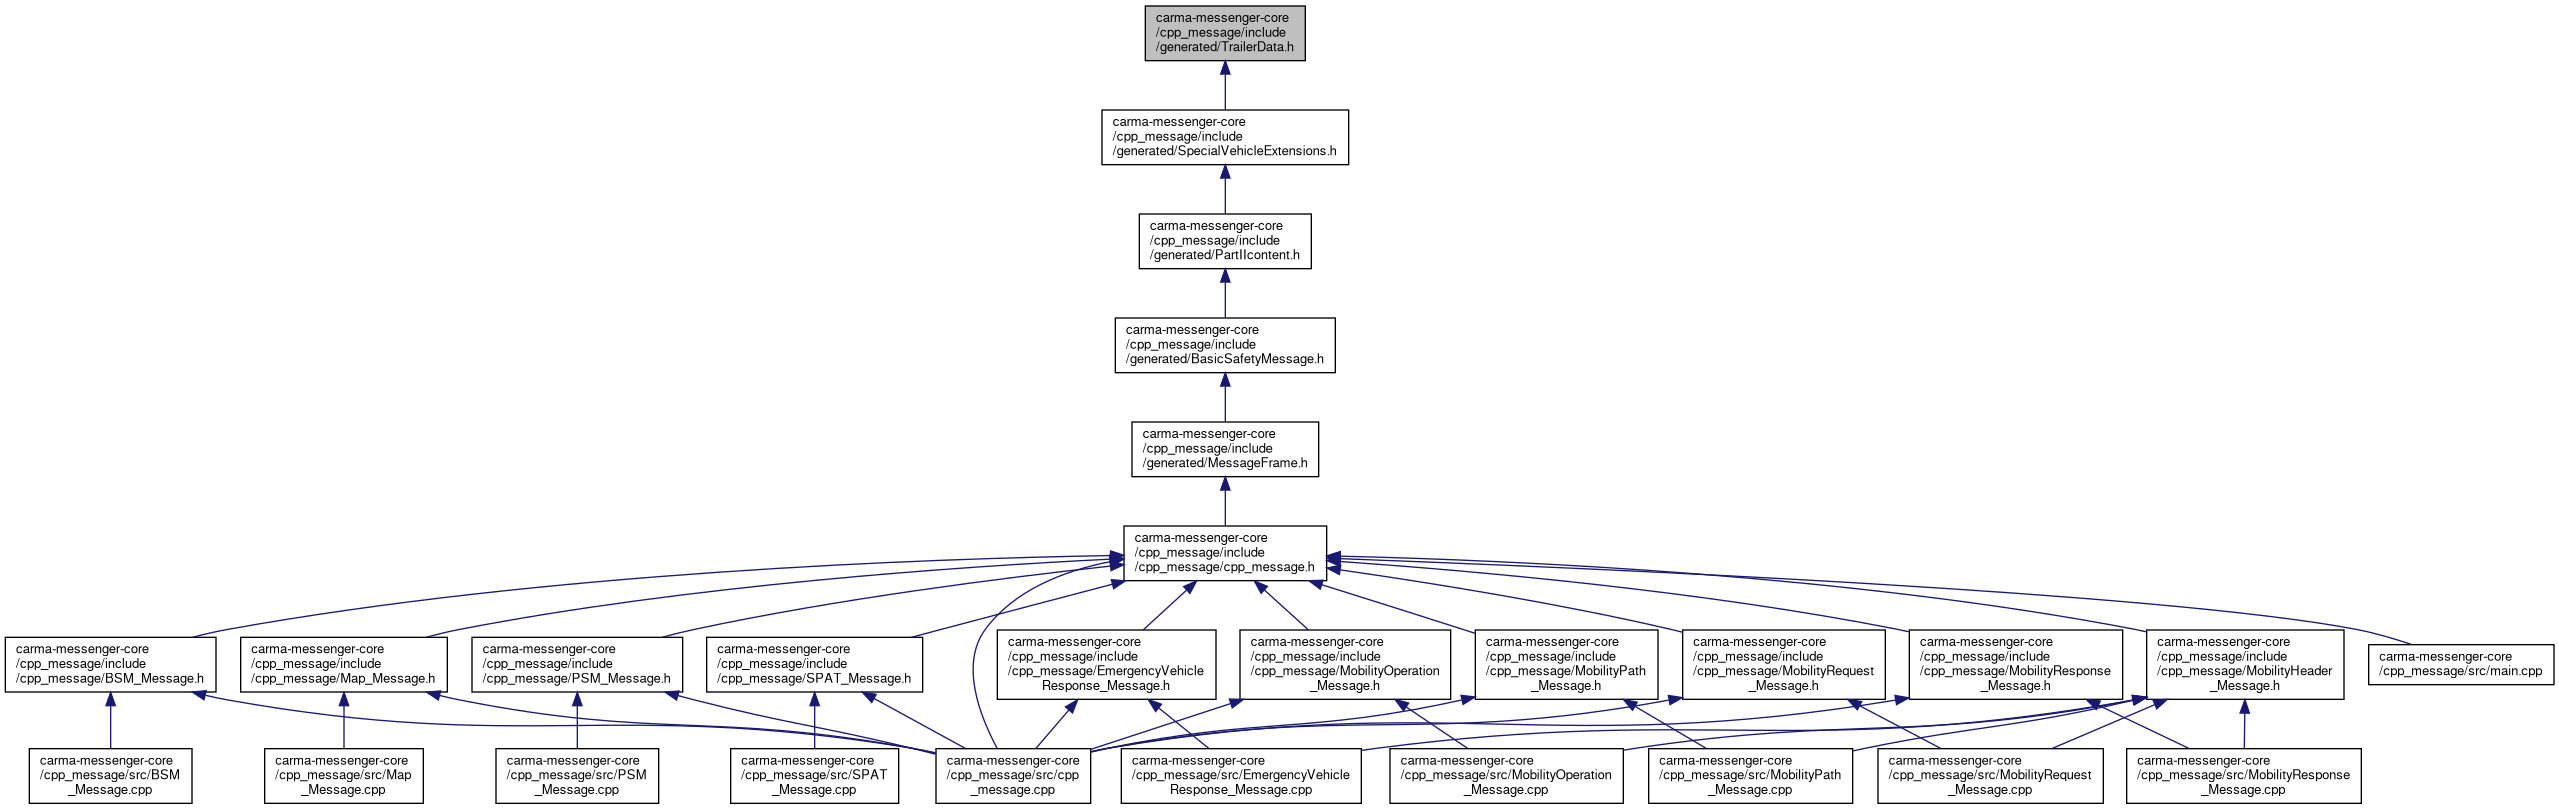 carma-messenger-core
/cpp_message/include
/generated/TrailerData.h
carma-messenger-core
/cpp_message/include
/generated/SpecialVehicleExtensions.h
carma-messenger-core
/cpp_message/include
/generated/PartIIcontent.h
carma-messenger-core
/cpp_message/include
/generated/BasicSafetyMessage.h
carma-messenger-core
/cpp_message/include
/generated/MessageFrame.h
carma-messenger-core
/cpp_message/include
/cpp_message/cpp_message.h
carma-messenger-core
/cpp_message/include
/cpp_message/BSM_Message.h
carma-messenger-core
/cpp_message/include
/cpp_message/Map_Message.h
carma-messenger-core
/cpp_message/include
/cpp_message/PSM_Message.h
carma-messenger-core
/cpp_message/include
/cpp_message/SPAT_Message.h
carma-messenger-core
/cpp_message/include
/cpp_message/EmergencyVehicle
Response_Message.h
carma-messenger-core
/cpp_message/include
/cpp_message/MobilityOperation
_Message.h
carma-messenger-core
/cpp_message/include
/cpp_message/MobilityPath
_Message.h
carma-messenger-core
/cpp_message/include
/cpp_message/MobilityRequest
_Message.h
carma-messenger-core
/cpp_message/include
/cpp_message/MobilityResponse
_Message.h
carma-messenger-core
/cpp_message/include
/cpp_message/MobilityHeader
_Message.h
carma-messenger-core
/cpp_message/src/main.cpp
carma-messenger-core
/cpp_message/src/BSM
_Message.cpp
carma-messenger-core
/cpp_message/src/Map
_Message.cpp
carma-messenger-core
/cpp_message/src/PSM
_Message.cpp
carma-messenger-core
/cpp_message/src/SPAT
_Message.cpp
carma-messenger-core
/cpp_message/src/cpp
_message.cpp
carma-messenger-core
/cpp_message/src/EmergencyVehicle
Response_Message.cpp
carma-messenger-core
/cpp_message/src/MobilityOperation
_Message.cpp
carma-messenger-core
/cpp_message/src/MobilityPath
_Message.cpp
carma-messenger-core
/cpp_message/src/MobilityRequest
_Message.cpp
carma-messenger-core
/cpp_message/src/MobilityResponse
_Message.cpp